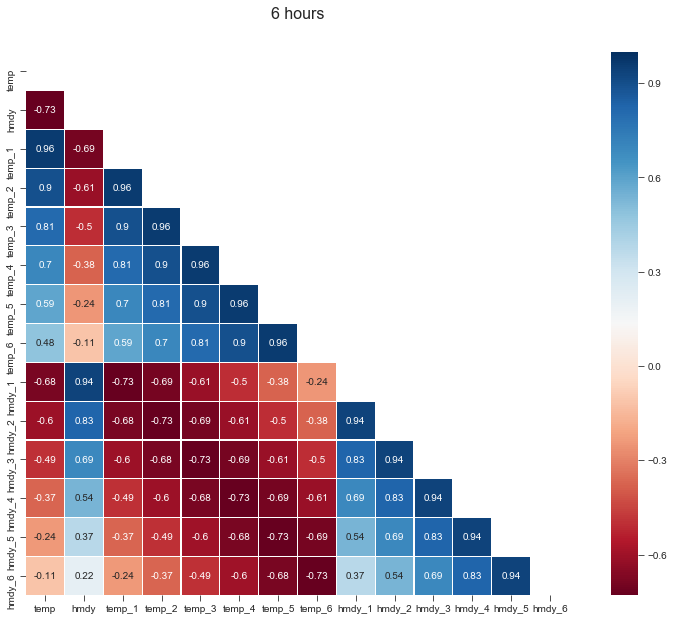 6 hours
temp
hmdy -0.73
temp_1 0.96 -0.69
temp_2 0.9 -0.61 0.96
temp_3 0.81 -0.5 0.9 0.96
temp_4 0.7 -0.38 0.81 0.9 0.96
temp_5 0.59 -0.24 0.7 0.81 0.9 0.96
temp_6 0.48 -0.11 0.59 0.7 0.81 0.9 0.96
hmdy_1 -0.68 0.94 -0.73 -0.69 -0.61 -0.5 -0.38 -0.24
hmdy_2 -0.6 0.83 -0.68 -0.73 -0.69 -0.61 -0.5 -0.38 0.94
hmdy_3 -0.49 0.69 -0.6 -0.68 -0.73 -0.69 -0.61 -0.5 0.83 0.94
hmdy_4 -0.37 0.54 -0.49 -0.6 -0.68 -0.73 -0.69 -0.61 0.69 0.83 0.94
hmdy_5 -0.24 0.37 -0.37 -0.49 -0.6 -0.68 -0.73 -0.69 0.54 0.69 0.83 0.94
hmdy_6 -0.11 0.22 -0.24 -0.37 -0.49 -0.6 -0.68 -0.73 0.37 0.54 0.69 0.83 0.94
temp hmdy temp_1 temp_2 temp_3 temp_4 temp_5 temp_6 hmdy_1 hmdy_2 hmdy_3 hmdy_4 hmdy_5 hmdy_6
0.9
0.6
0.3
0.0
-0.3
-0.6